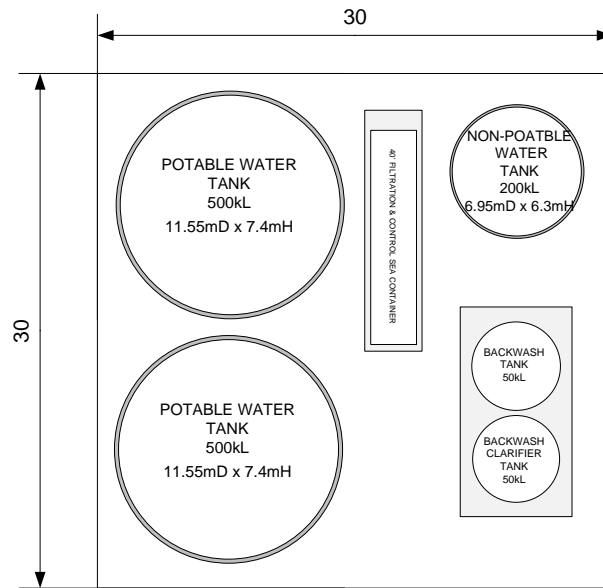 30
30
POTABLE WATER
TANK
500kL
11.55mD x 7.4mH
40' FILTRATION & CONTROL SEA CONTAINER
NON-POATBLE
WATER
TANK
200kL
6.95mD x 6.3mH
POTABLE WATER
TANK
500kL
11.55mD x 7.4mH
BACKWASH
TANK
50kL
BACKWASH
CLARIFIER
TANK
50kL